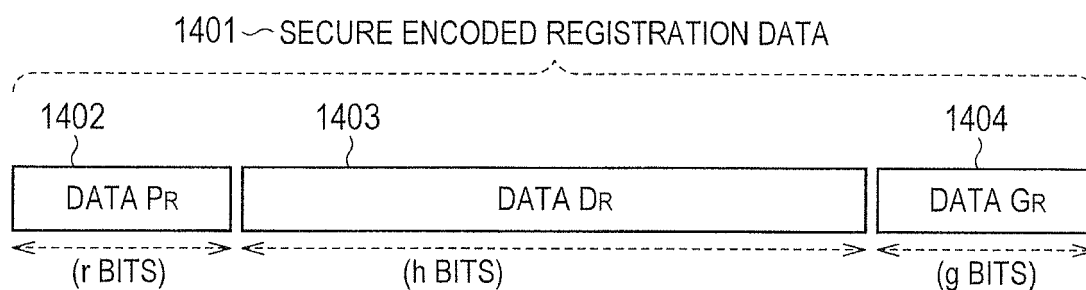 1401 SECURE ENCODED REGISTRATION DATA
1402 1403 1404
DATA PR DATA DR DATA GR
(r BITS) (h BITS) (g BITS)